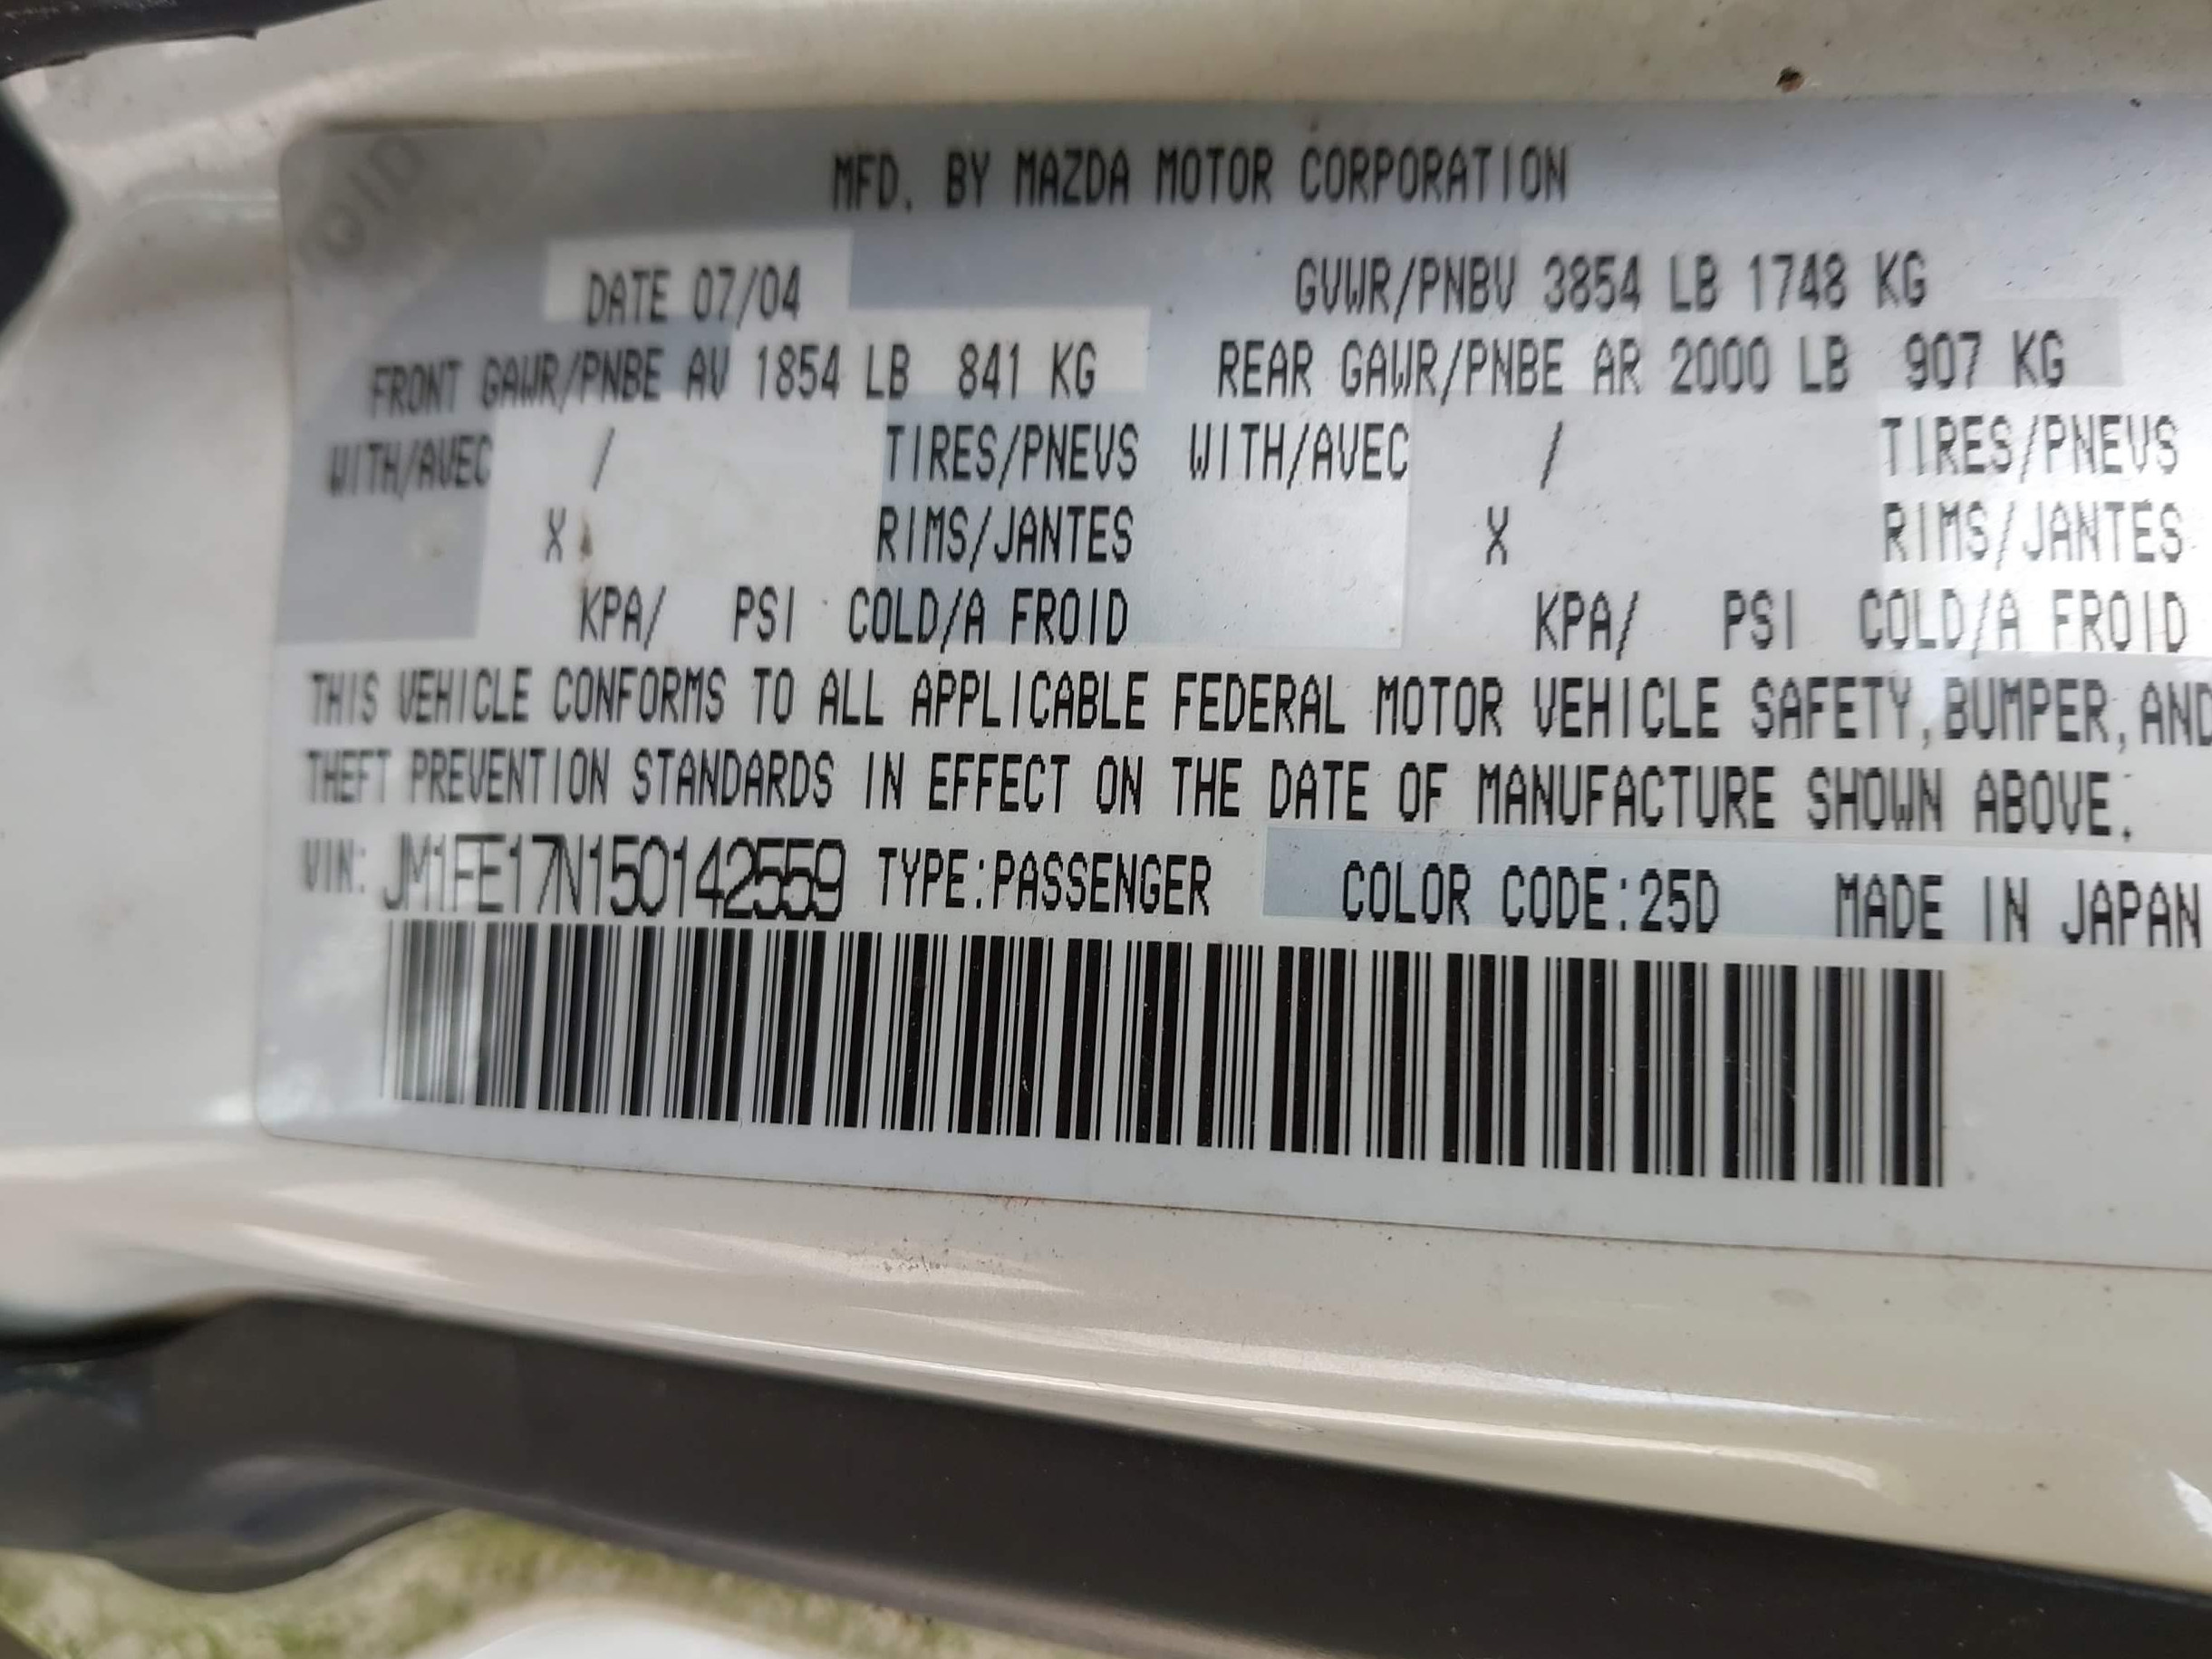 MFD. BY MAZDA MOTOR CORPORATION
DATE 07/04 GVWR/PNBV 3854 LB 1748 KG
FRONT GAWR/PNBE AV 1854 LB 841 KG REAR GAWR/PNBE AR 2000 LB 907 KG
WITH/AVEC / TIRES/PNEVS WITH/AVEC / TIRES/PNEVS
X RIMS/JANTES X RIMS/JANTES
KPA/ PSI COLD/A FROID KPA/ PSI COLD/A FROID
THIS VEHICLE CONFORMS TO ALL APPLICABLE FEDERAL MOTOR VEHICLE SAFETY, BUMPER, AND
THEFT PREVENTION STANDARDS IN EFFECT ON THE DATE OF MANUFACTURE SHOWN ABOVE.
VIN: JM1FE17N150142559 TYPE:PASSENGER COLOR CODE:25D MADE IN JAPAN